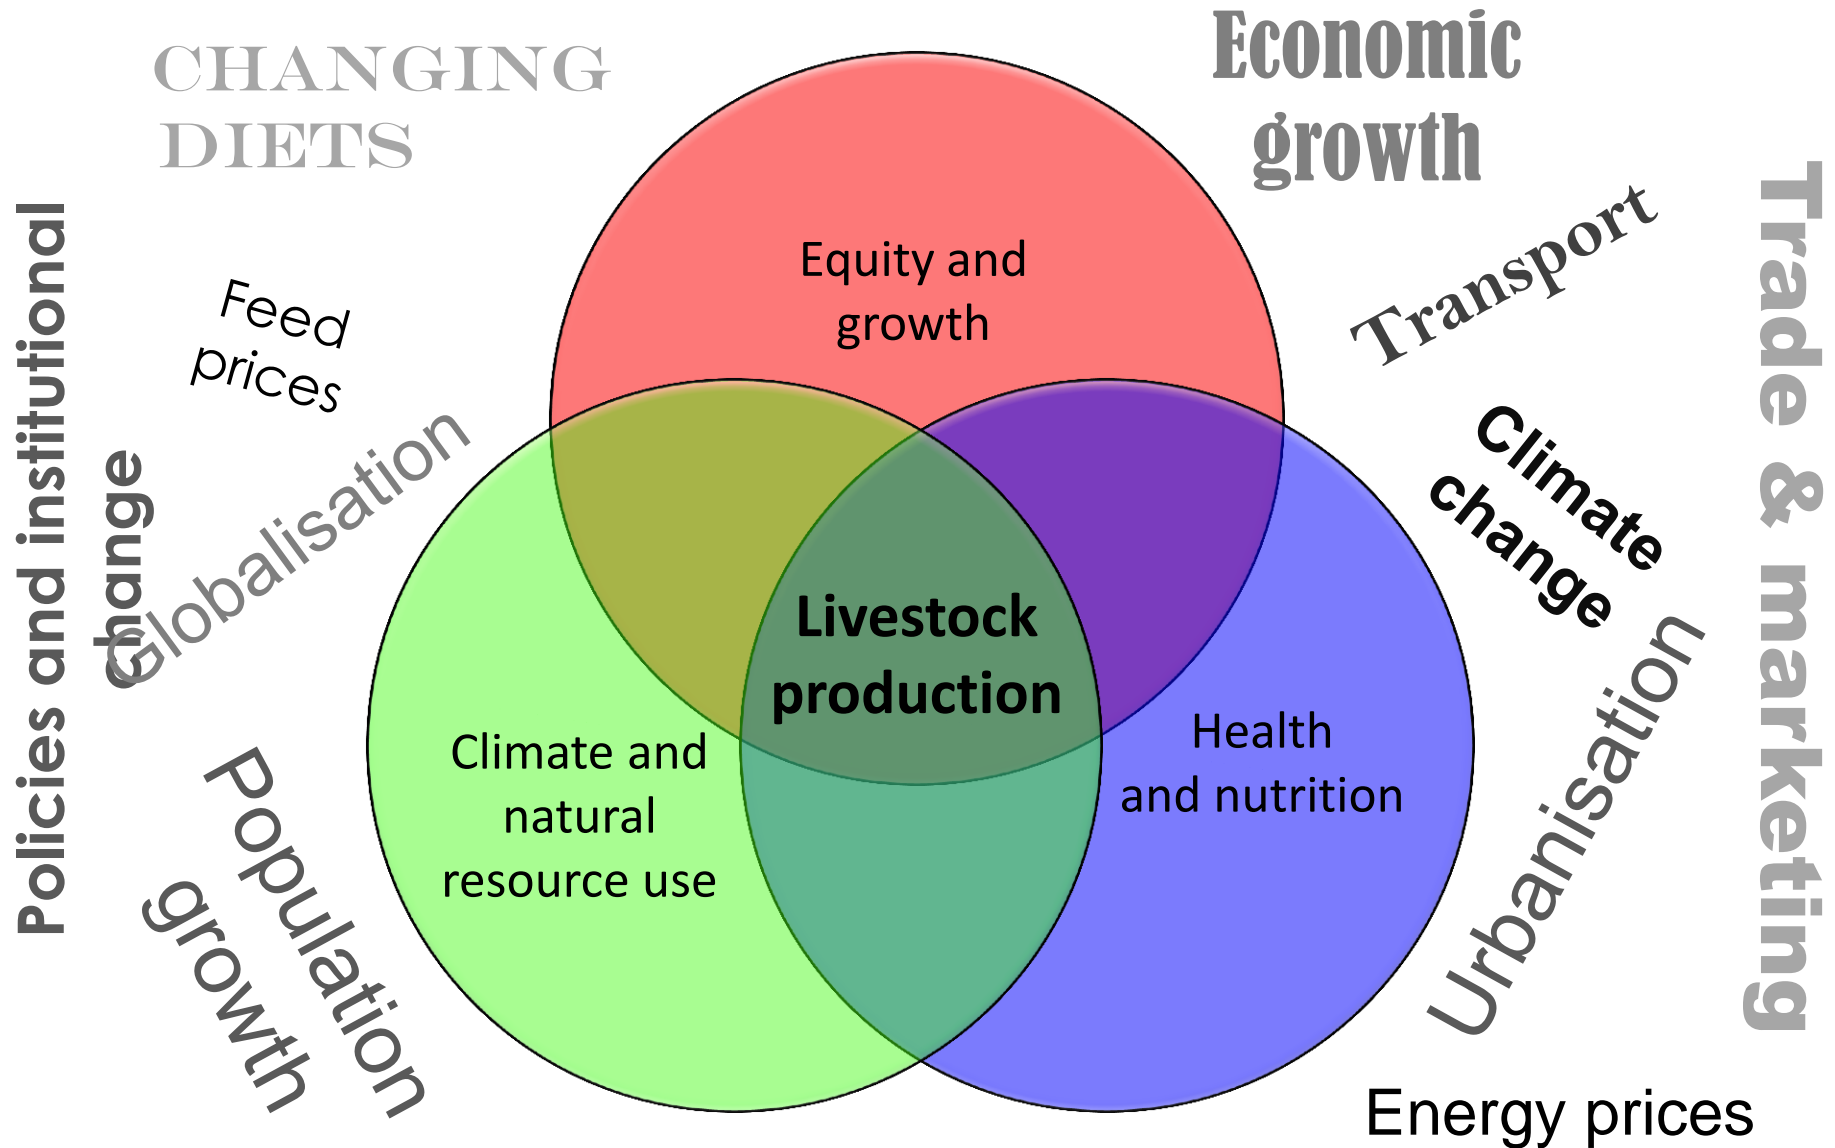 CHANGING
DIETS
Economic
growth
Policies and institutional
change
Feed
prices
Globalisation
Population
growth
Equity and
growth
Livestock
production
Climate and
natural
resource use
Health
and nutrition
Transport
Climate
change
Urbanisation
Trade & marketing
Energy prices